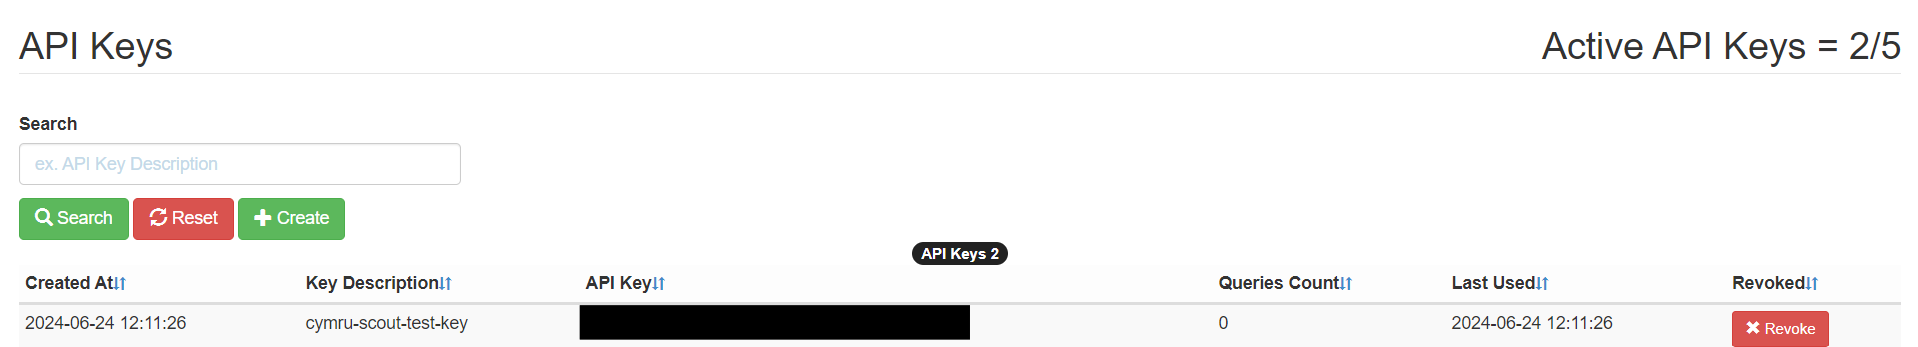 API Keys
Active API Keys = 2/5
Search
ex. API Key Description
Search Reset Create
API Keys 2
Created At Key Description API Key Queries Count Last Used Revoked
2024-06-24 12:11:26 cymru-scout-test-key 0 2024-06-24 12:11:26 Revoke